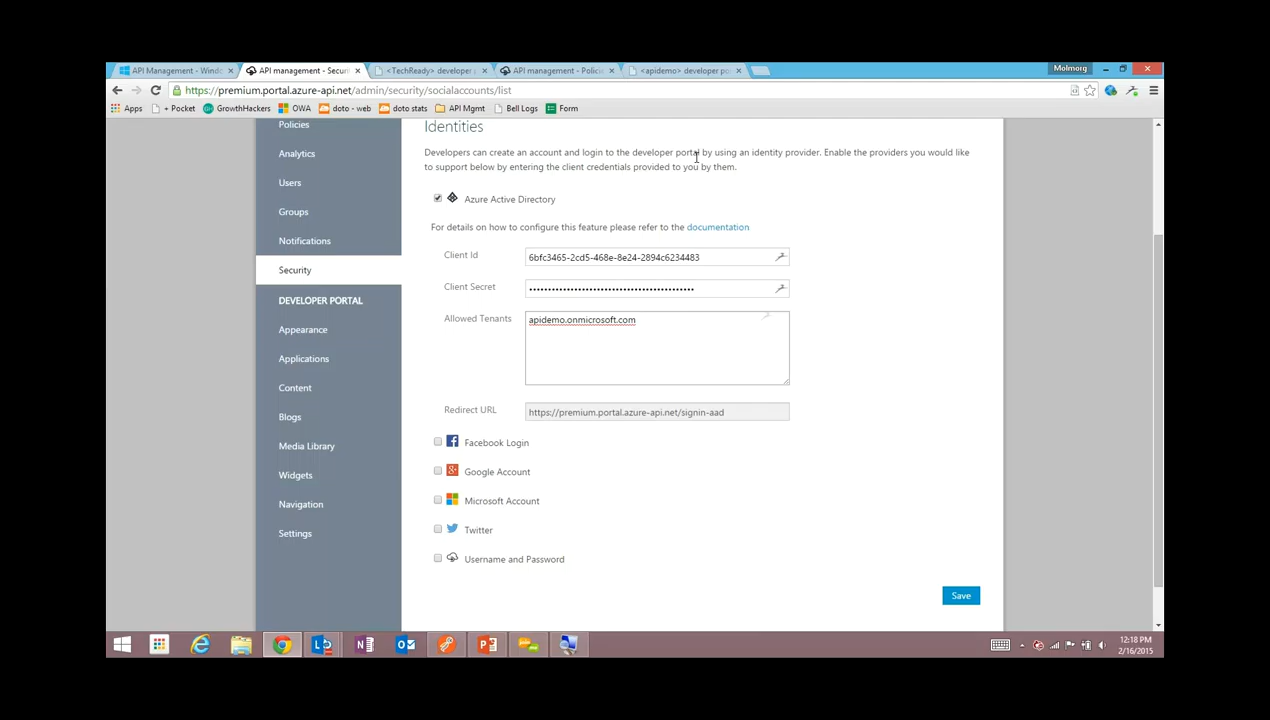 API Management - Windo
API management - Securi
<TechReady> developer
API management - Policie
<apidemo> developer po
Molmorg
https://premium.portal.azure-api.net/admin/security/socialaccounts/list
Apps
+ Pocket
GrowthHackers
OWA
doto - web
doto stats
API Mgmt
Bell Logs
Form
Policies
Analytics
Users
Groups
Notifications
Security
DEVELOPER PORTAL
Appearance
Applications
Content
Blogs
Media Library
Widgets
Navigation
Settings
Identities
Developers can create an account and login to the developer portal by using an identity provider. Enable the providers you would like
to support below by entering the client credentials provided to you by them.
Azure Active Directory
For details on how to configure this feature please refer to the documentation
Client Id
6bfc3465-2cd5-468e-8e24-2894c6234483
Client Secret
Allowed Tenants
apidemo.onmicrosoft.com
Redirect URL
https://premium.portal.azure-api.net/signin-aad
Facebook Login
Google Account
Microsoft Account
Twitter
Username and Password
Save
12:18 PM
2/16/2015